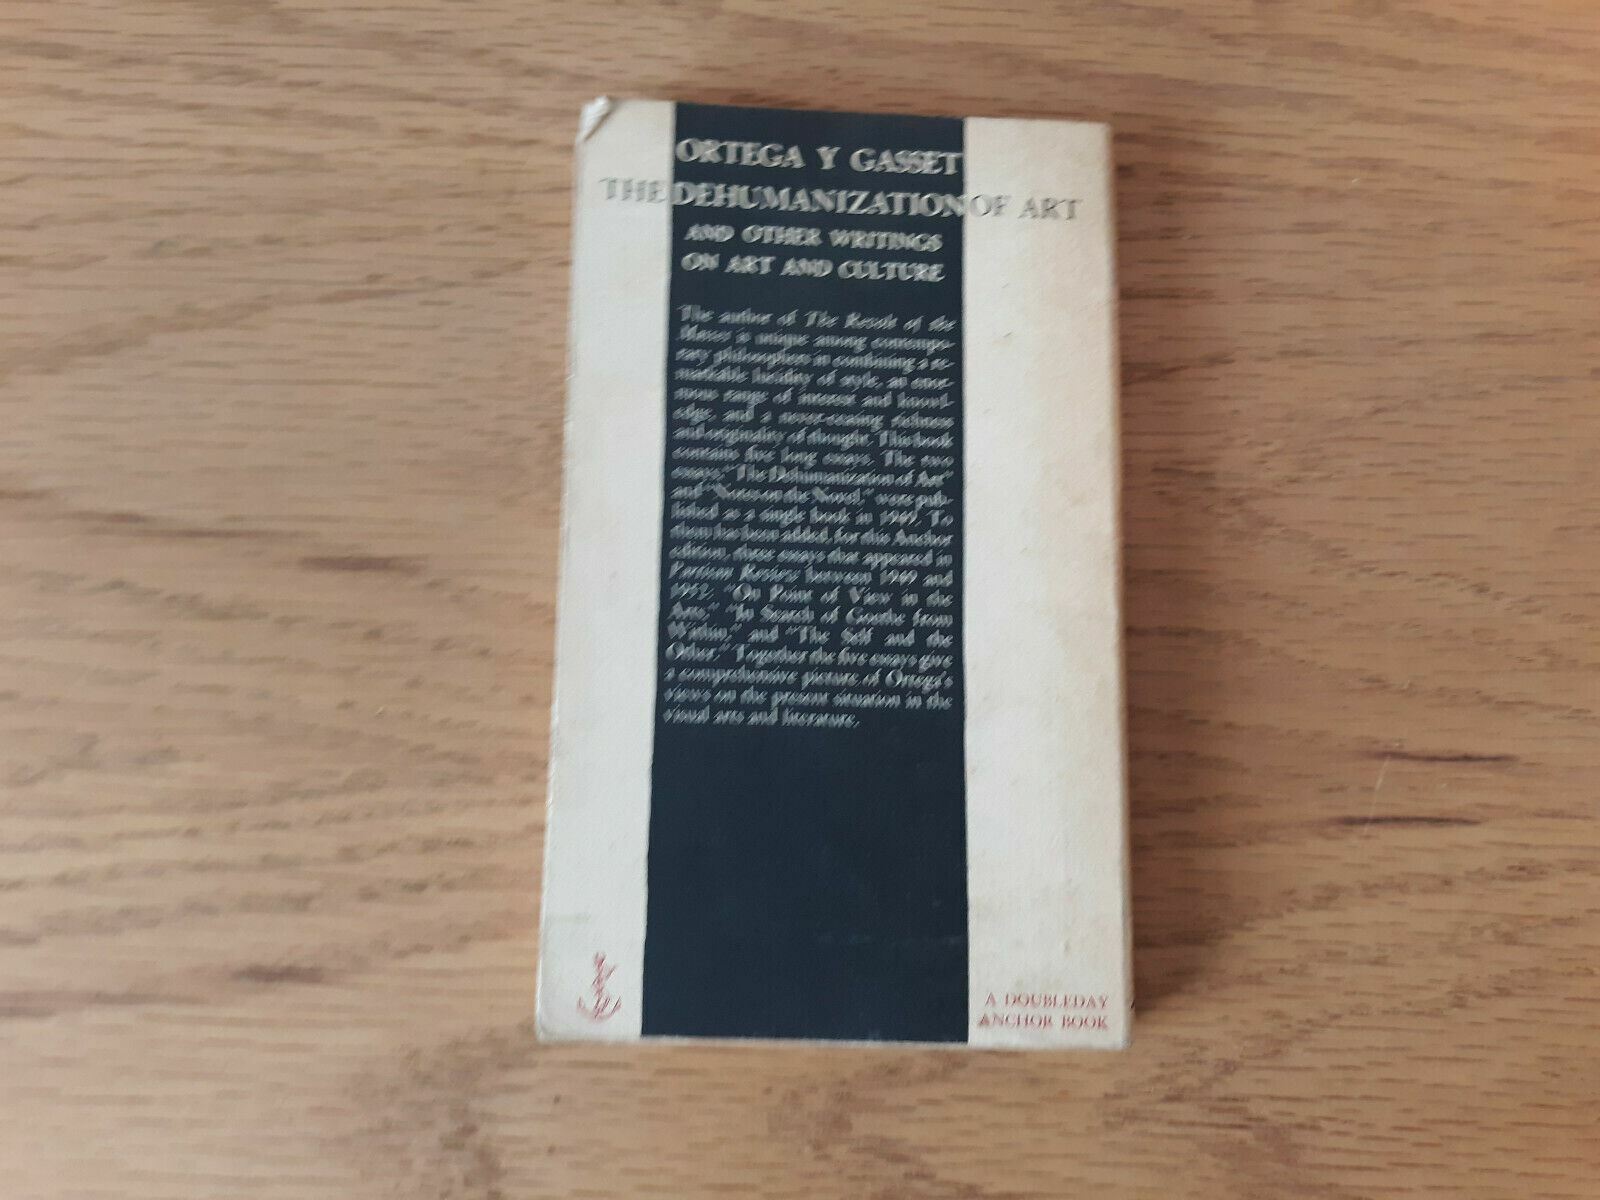 ORTEGA Y GASSET
THE DEHUMANIZATION OF ART
AND OTHER WRITINGS
ON ART AND CULTURE
The author of The Revolt of the
Masses is unique among contempo-
rary philosophers in combining a re-
markable lucidity of style, an enor-
mous range of interest and knowl-
edge, and a never-ceasing richness
and originality of thought. This book
contains five long essays. The two
essays, "The Dehumanization of Art"
and "Notes on the Novel," were pub-
lished as a single book in 1949. To
them has been added, for this Anchor
edition, three essays that appeared in
Partisan Review between 1949 and
1952: "On Point of View in the
Arts," "In Search of Goethe from
Within," and "The Self and the
Other." Together the five essays give
a comprehensive picture of Ortega's
views on the present situation in the
visual arts and literature.
A DOUBLEDAY
ANCHOR BOOK